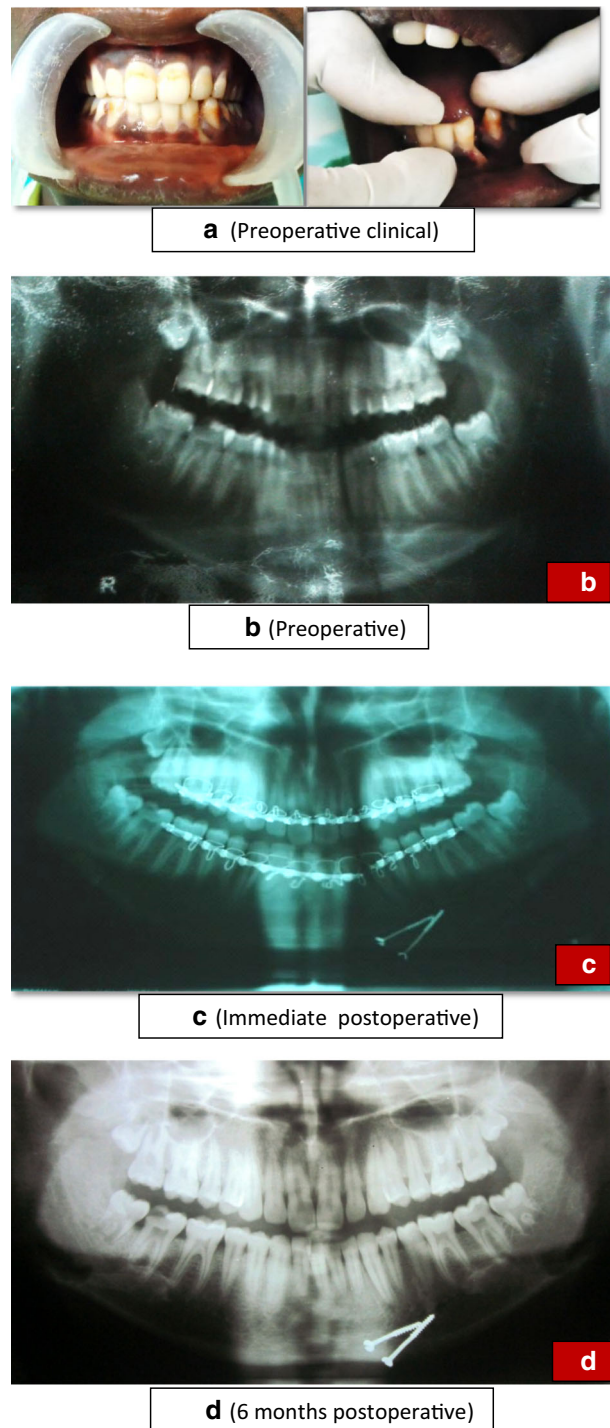 a (Preoperative clinical)
R
b
b (Preoperative)
c
c (Immediate postoperative)
d
d (6 months postoperative)